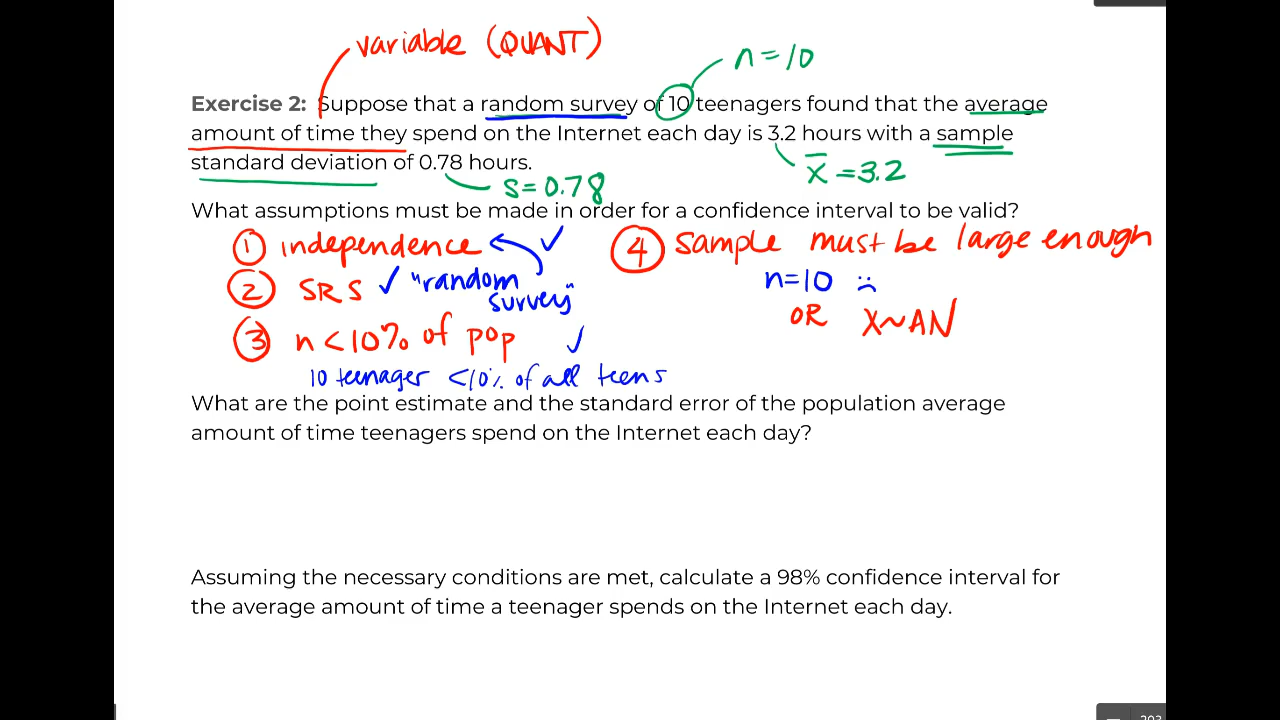 variable (QUANT)
n=10
Exercise 2: Suppose that a random survey of 10 teenagers found that the average
amount of time they spend on the Internet each day is 3.2 hours with a sample
standard deviation of 0.78 hours.
x̅ = 3.2
s= 0.78
What assumptions must be made in order for a confidence interval to be valid?
① independence ✓
② SRS ✓ "random
survey"
③ n < 10% of pop ✓
10 teenager <10% of all teens
④ sample must be large enough
n=10 :(
OR X~AN
What are the point estimate and the standard error of the population average
amount of time teenagers spend on the Internet each day?
Assuming the necessary conditions are met, calculate a 98% confidence interval for
the average amount of time a teenager spends on the Internet each day.